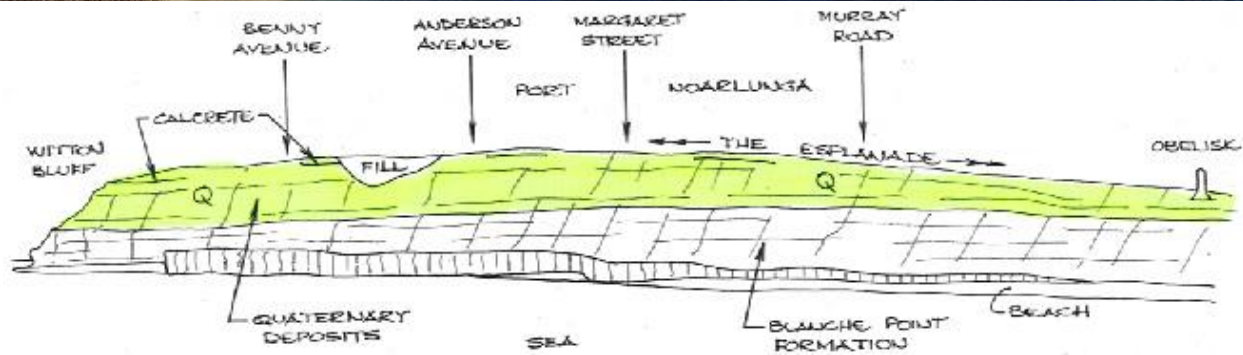 BENNY
AVENUE
ANDERSON
AVENUE
MARGARET
STREET
MURRAY
ROAD
PORT NOARLUNGA
CALCRETE
WITTON
BLUFF
FILL
THE ESPLANADE
OBELISK
Q
Q
QUATERNARY
DEPOSITS
SEA
BLANCHE POINT
FORMATION
BEACH